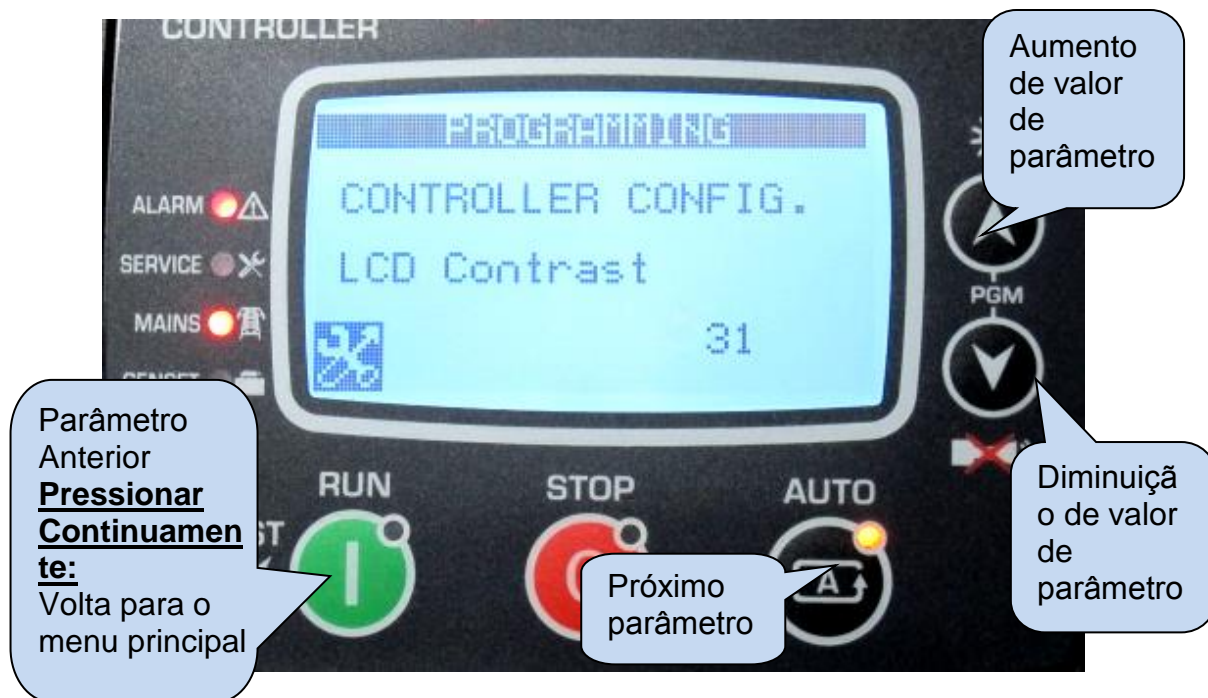 CONTROLLER
Aumento
de valor
de
parâmetro
PROGRAMMING
CONTROLLER CONFIG.
LCD Contrast
31
ALARM
SERVICE
MAINS
PGM
Parâmetro
Anterior
Pressionar
Continuamen
te:
Volta para o
menu principal
RUN
STOP
AUTO
A
Próximo
parâmetro
Diminuiçã
o de valor
de
parâmetro